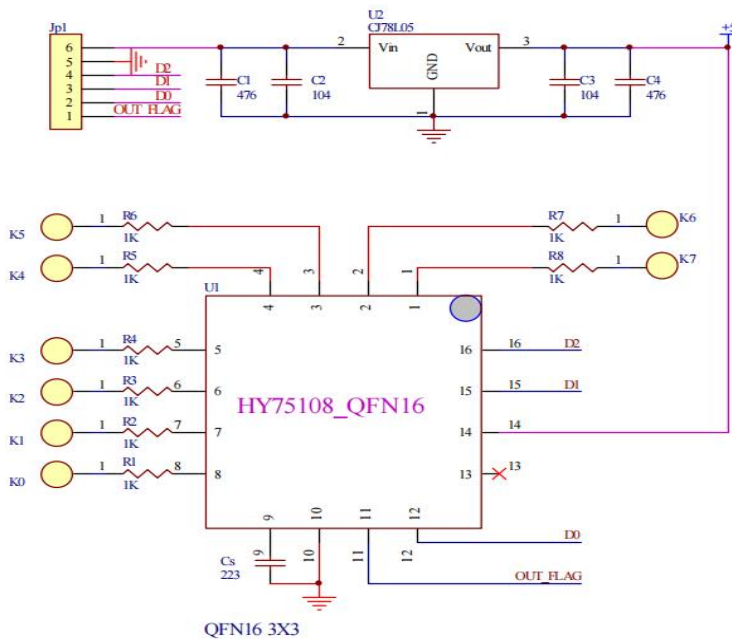 Jp1
U2
CJ78L05
+5
6
5
4
D2
3
D1
2
D0
1
OUT_FLAG
2
Vin
Vout
3
GND
1
C1
476
C2
104
C3
104
C4
476
K5
1
R6
1K
R7
1K
1
K6
K4
1
R5
1K
R8
1K
1
K7
4
3
2
1
U1
4
3
2
1
K3
1
R4
1K
5
5
16
16
D2
K2
1
R3
1K
6
6
15
15
D1
K1
1
R2
1K
7
7
HY75108_QFN16
14
14
K0
1
R1
1K
8
8
13
13
9
10
11
12
9
10
11
12
D0
Cs
223
OUT_FLAG
QFN16 3X3